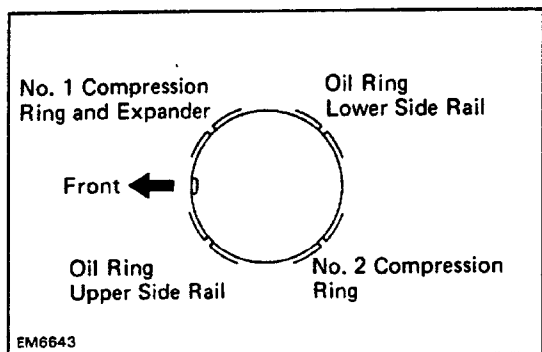 No. 1 Compression
Ring and Expander
Oil Ring
Lower Side Rail
Front
Oil Ring
Upper Side Rail
No. 2 Compression
Ring
EM6643